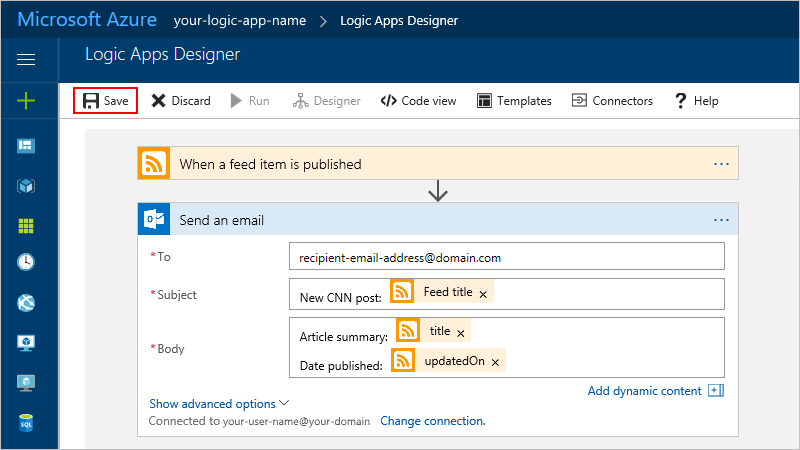 Microsoft Azure your-logic-app-name > Logic Apps Designer
Logic Apps Designer
Save Discard Run Designer Code view Templates Connectors Help
When a feed item is published ...
Send an email ...
* To recipient-email-address@domain.com
* Subject New CNN post: Feed title x
* Body Article summary: title x
Date published: updatedOn x
Add dynamic content
Show advanced options
Connected to your-user-name@your-domain Change connection.
SQL